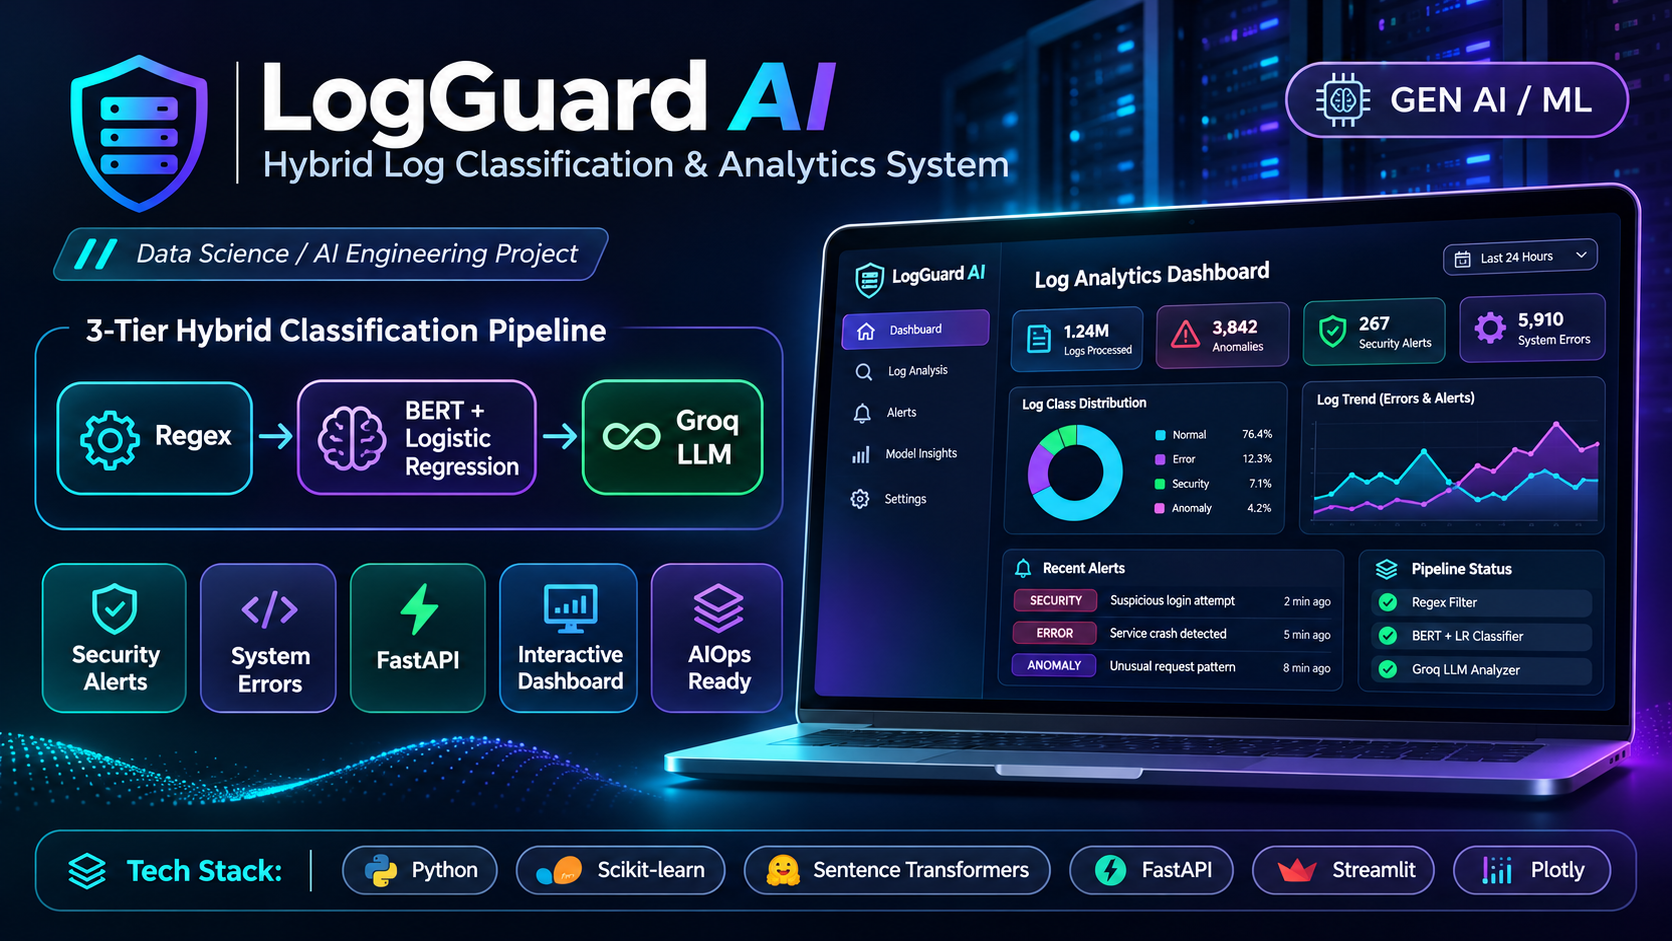 LogGuard AI
Hybrid Log Classification & Analytics System
GEN AI / ML
// Data Science / AI Engineering Project
3-Tier Hybrid Classification Pipeline
Regex
BERT +
Logistic
Regression
Groq
LLM
Security
Alerts
System
Errors
FastAPI
Interactive
Dashboard
AIOps
Ready
LogGuard AI
Dashboard
Log Analysis
Alerts
Model Insights
Settings
Log Analytics Dashboard
Last 24 Hours
1.24M
Logs Processed
3,842
Anomalies
267
Security Alerts
5,910
System Errors
Log Class Distribution
Normal 76.4%
Error 12.3%
Security 7.1%
Anomaly 4.2%
Log Trend (Errors & Alerts)
Recent Alerts
SECURITY Suspicious login attempt 2 min ago
ERROR Service crash detected 5 min ago
ANOMALY Unusual request pattern 8 min ago
Pipeline Status
Regex Filter
BERT + LR Classifier
Groq LLM Analyzer
Tech Stack:
Python
Scikit-learn
Sentence Transformers
FastAPI
Streamlit
Plotly